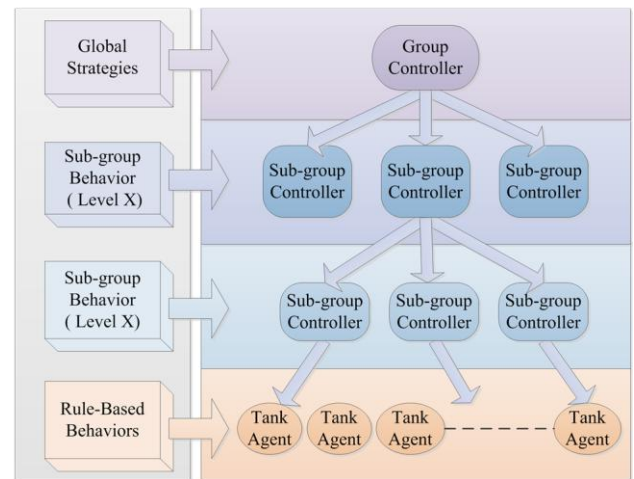 Global
Strategies
Group
Controller
Sub-group
Behavior
( Level X)
Sub-group
Controller
Sub-group
Controller
Sub-group
Controller
Sub-group
Behavior
( Level X)
Sub-group
Controller
Sub-group
Controller
Sub-group
Controller
Rule-Based
Behaviors
Tank
Agent
Tank
Agent
Tank
Agent
Tank
Agent